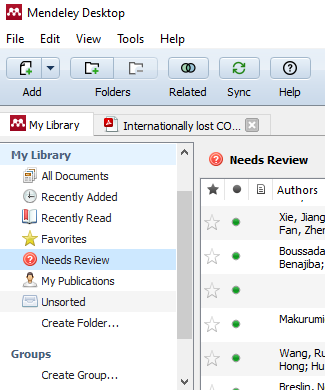 Mendeley Desktop
File Edit View Tools Help
Add Folders Related Sync Help
My Library Internationally lost CO...
My Library
All Documents
Recently Added
Recently Read
Favorites
Needs Review
My Publications
Unsorted
Create Folder...
Groups
Create Group...
Needs Review
Authors
Xie, Jiang
Fan, Zhen
Boussada
Benajiba;
Makurumi
Wang, Ru
Hong; Hu
Breslin, No